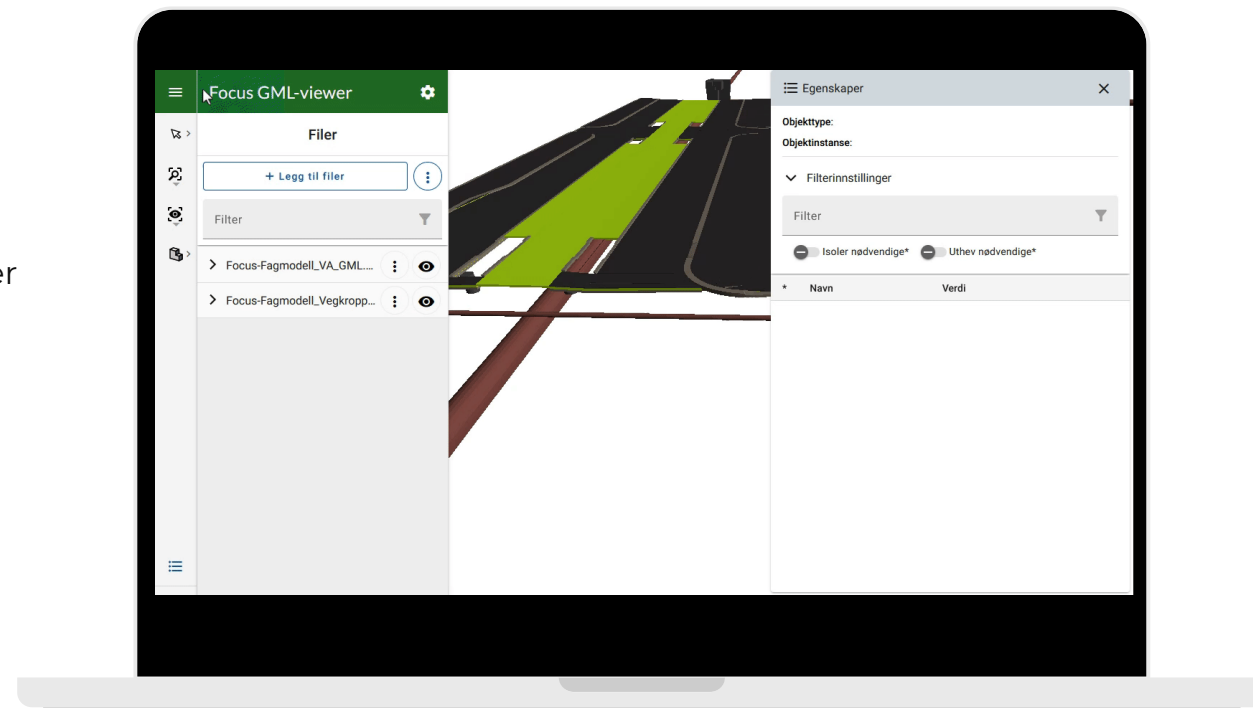 er
Focus GML-viewer
Filer
+ Legg til filer
Filter
Focus-Fagmodell_VA_GML....
Focus-Fagmodell_Vegkropp...
Egenskaper
Objekttype:
Objektinstanse:
Filterinnstillinger
Filter
Isoler nødvendige*
Uthev nødvendige*
* Navn Verdi